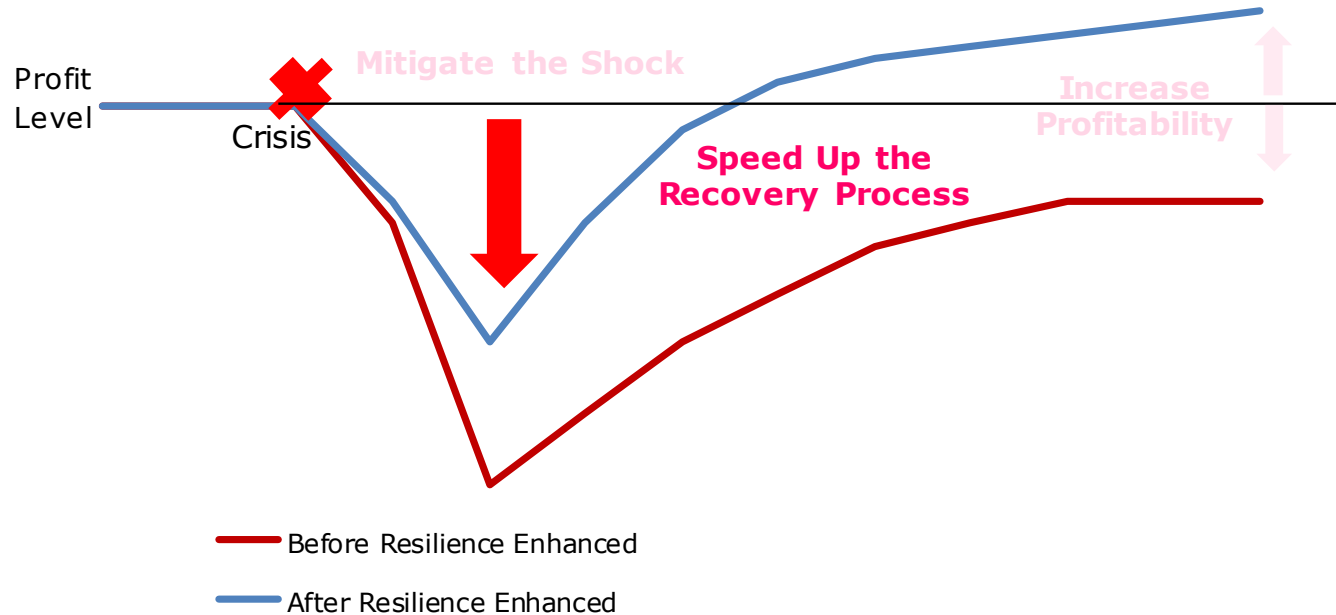 Mitigate the Shock
Profit
Level
Crisis
Increase
Profitability
Speed Up the
Recovery Process
Before Resilience Enhanced
After Resilience Enhanced